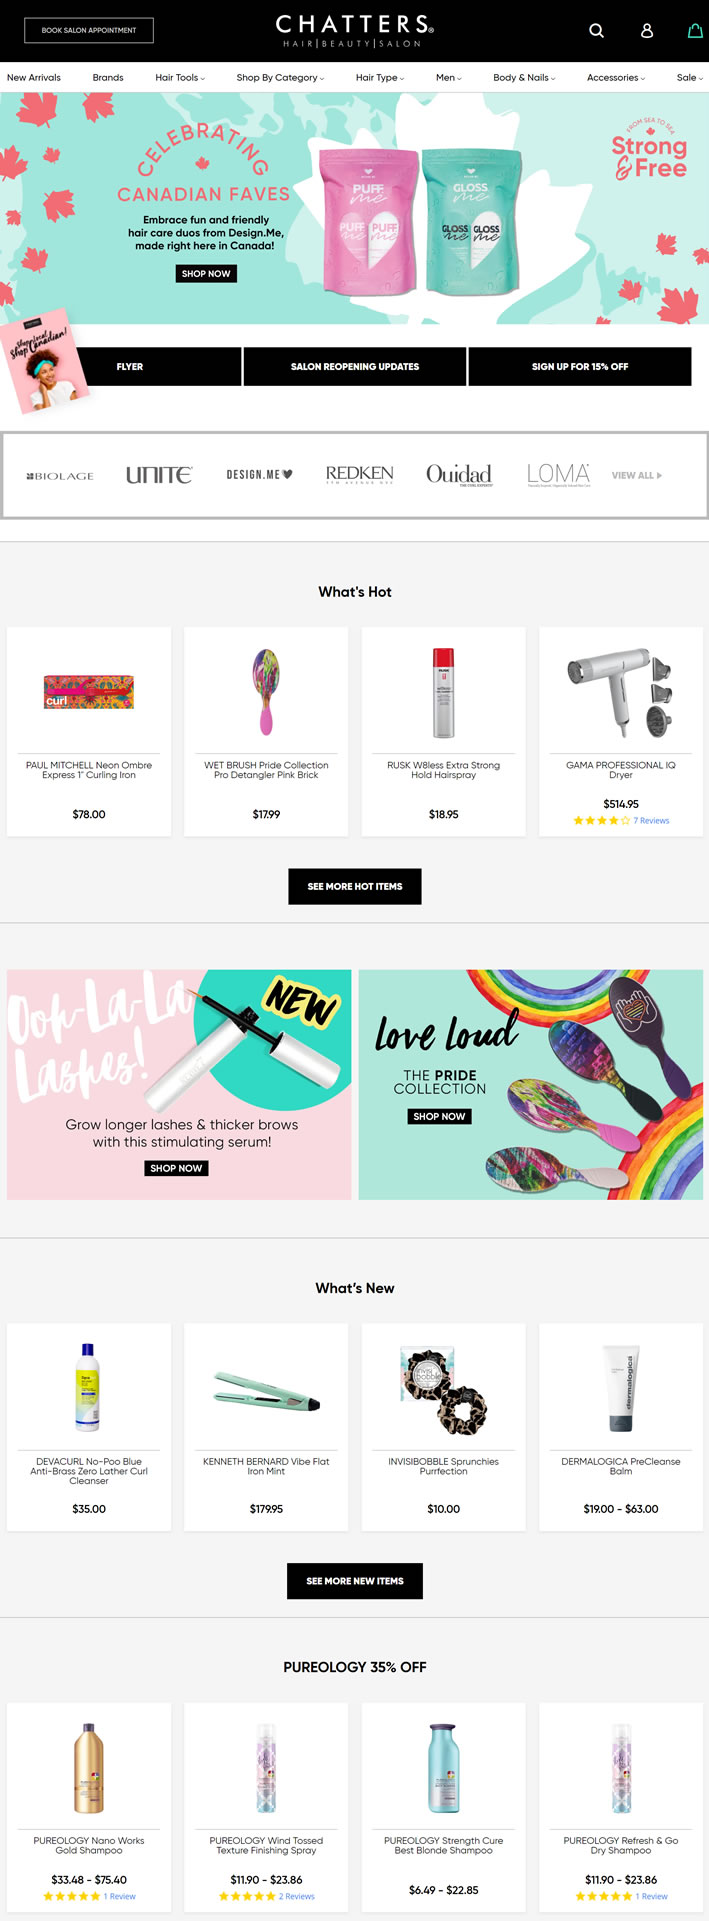 BOOK SALON APPOINTMENT
CHATTERS®
HAIR|BEAUTY|SALON
New Arrivals
Brands
Hair Tools
Shop By Category
Hair Type
Men
Body & Nails
Accessories
Sale
CELEBRATING
CANADIAN FAVES
Embrace fun and friendly
hair care duos from Design.Me,
made right here in Canada!
SHOP NOW
PUFF
me
PUFF
me
PUFF
me
GLOSS
me
GLOSS
me
GLOSS
me
FROM SEA TO SEA
Strong
& Free
Shop Local
Shop Canadian!
FLYER
SALON REOPENING UPDATES
SIGN UP FOR 15% OFF
BIOLAGE
UNITE
DESIGN.ME
REDKEN
5TH AVENUE NYC
Ouidad
THE CURL EXPERTS
LOMA
VIEW ALL
What's Hot
curl
RUSK
PAUL MITCHELL Neon Ombre
Express 1" Curling Iron
$78.00
WET BRUSH Pride Collection
Pro Detangler Pink Brick
$17.99
RUSK W8less Extra Strong
Hold Hairspray
$18.95
GAMA PROFESSIONAL IQ
Dryer
$514.95
7 Reviews
SEE MORE HOT ITEMS
Ooh-La-La
Lashes!
NEW
Grow longer lashes & thicker brows
with this stimulating serum!
SHOP NOW
Love Loud
THE PRIDE
COLLECTION
SHOP NOW
What's New
invisi
bobble
dermalogica
DEVACURL No-Poo Blue
Anti-Brass Zero Lather Curl
Cleanser
$35.00
KENNETH BERNARD Vibe Flat
Iron Mint
$179.95
INVISIBOBBLE Sprunchies
Purrfection
$10.00
DERMALOGICA PreCleanse
Balm
$19.00 - $63.00
SEE MORE NEW ITEMS
PUREOLOGY 35% OFF
PUREOLOGY Nano Works
Gold Shampoo
$33.48 - $75.40
1 Review
PUREOLOGY Wind Tossed
Texture Finishing Spray
$11.90 - $23.86
2 Reviews
PUREOLOGY Strength Cure
Best Blonde Shampoo
$6.49 - $22.85
PUREOLOGY Refresh & Go
Dry Shampoo
$11.90 - $23.86
1 Review